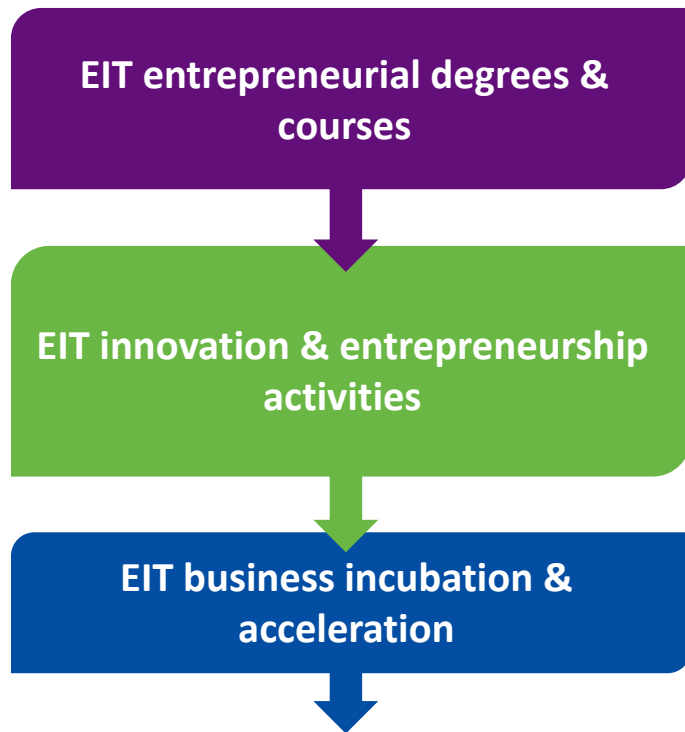 EIT entrepreneurial degrees &
courses
EIT innovation & entrepreneurship
activities
EIT business incubation &
acceleration